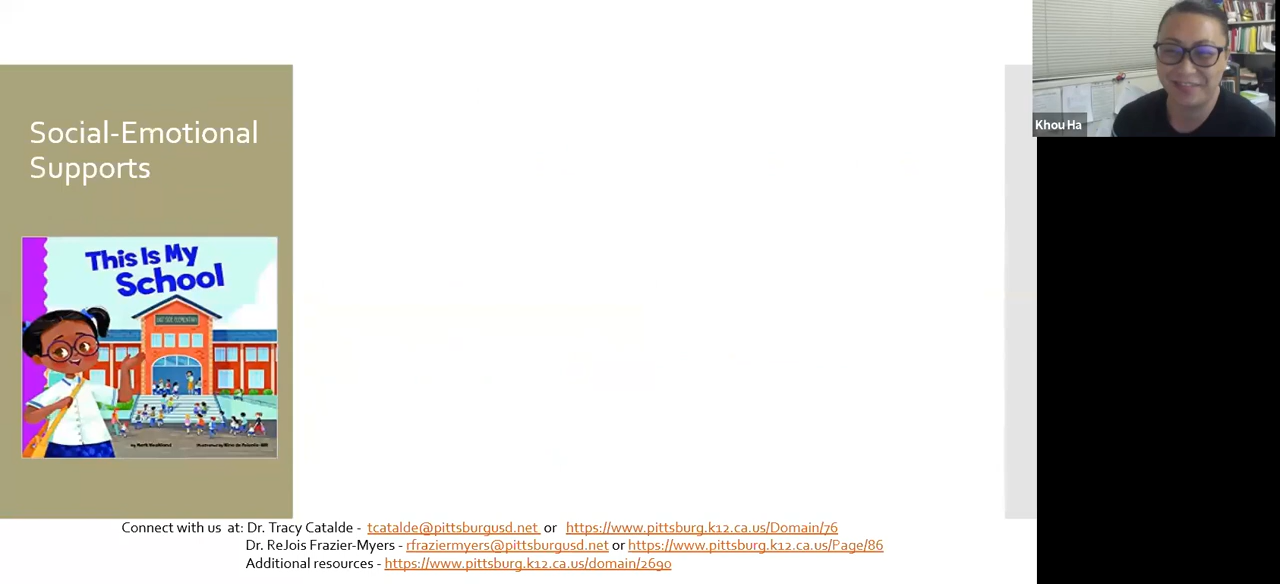 Social-Emotional
Supports
This Is My
School
Khou Ha
Connect with us at: Dr. Tracy Catalde - tcatalde@pittsburgusd.net or https://www.pittsburg.k12.ca.us/Domain/76
Dr. ReJois Frazier-Myers - rfraziermyers@pittsburgusd.net or https://www.pittsburg.k12.ca.us/Page/86
Additional resources - https://www.pittsburg.k12.ca.us/domain/2690